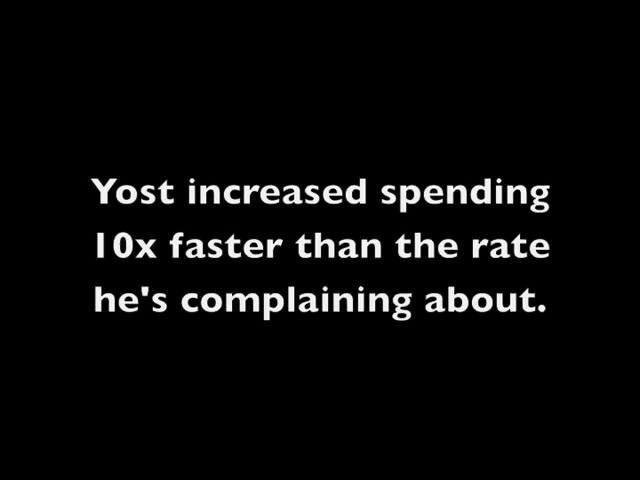 Yost increased spending
10x faster than the rate
he's complaining about.